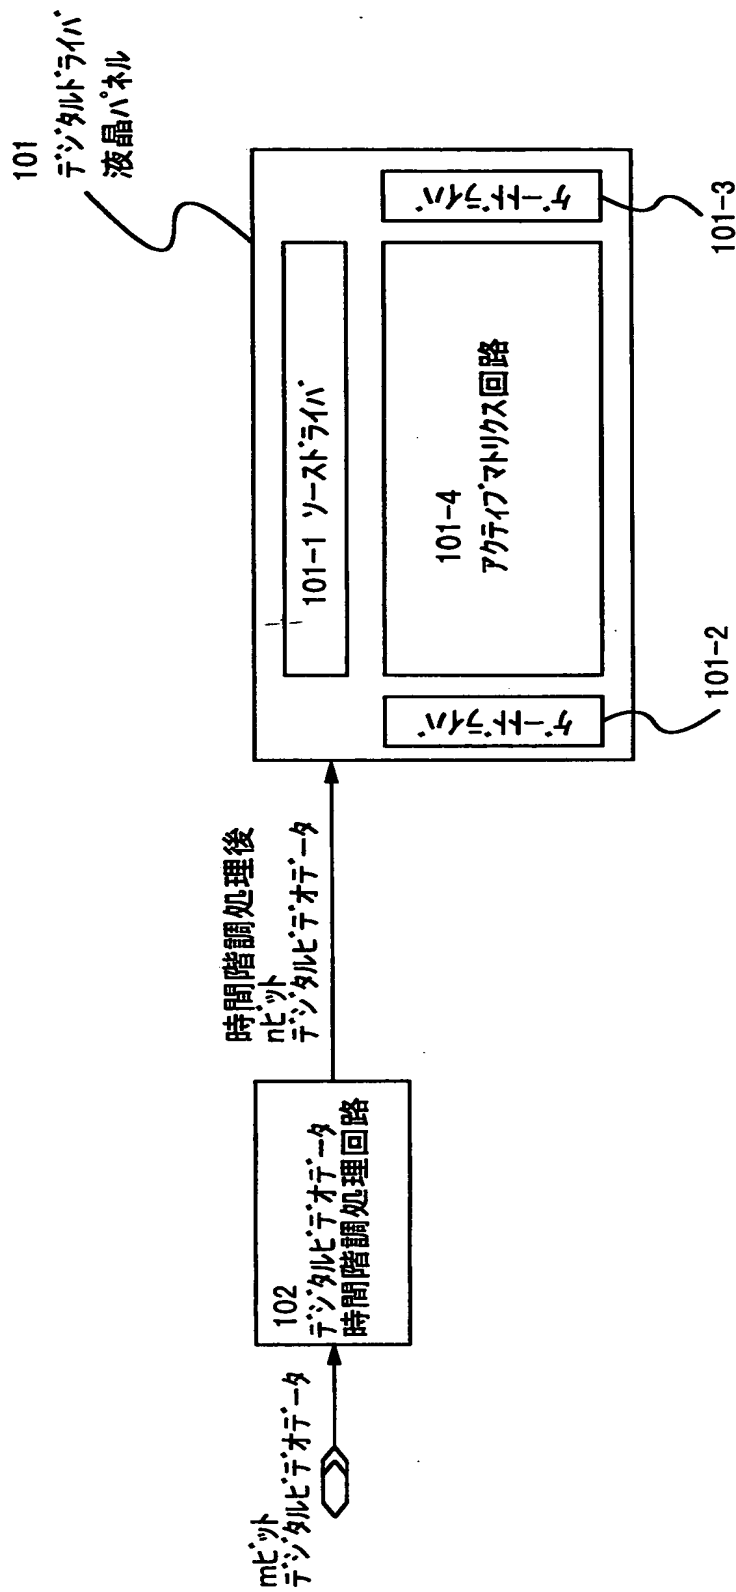 mビット
デジタルビデオデータ
102
デジタルビデオデータ
時間階調処理回路
時間階調処理後
nビット
デジタルビデオデータ
101
デジタルドライバ
液晶パネル
101-1 ソースドライバ
ゲートドライバ
101-4
アクティブマトリクス回路
ゲートドライバ
101-2
101-3